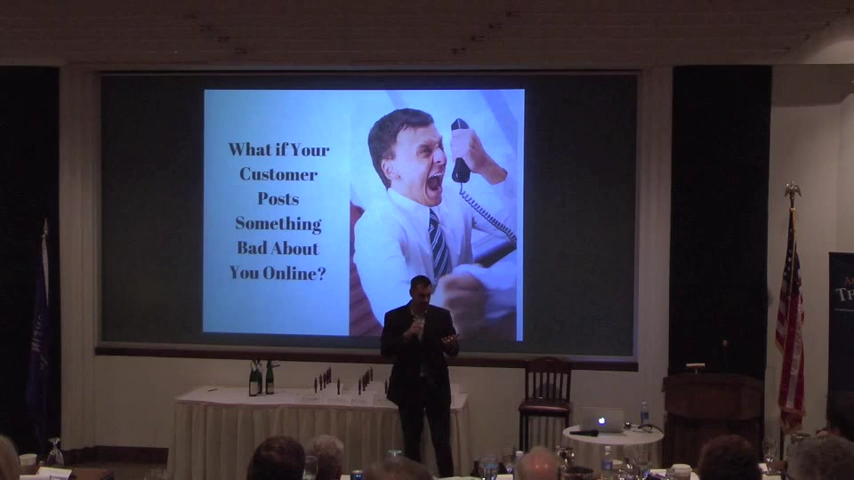 What if Your
Customer
Posts
Something
Bad About
You Online?